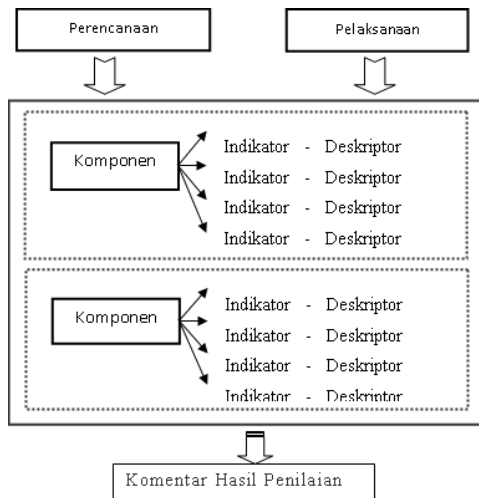 Perencanaan
Pelaksanaan
Komponen
Indikator - Deskriptor
Indikator - Deskriptor
Indikator - Deskriptor
Indikator - Deskriptor
Komponen
Indikator - Deskriptor
Indikator - Deskriptor
Indikator - Deskriptor
Indikator - Deskriptor
Komentar Hasil Penilaian